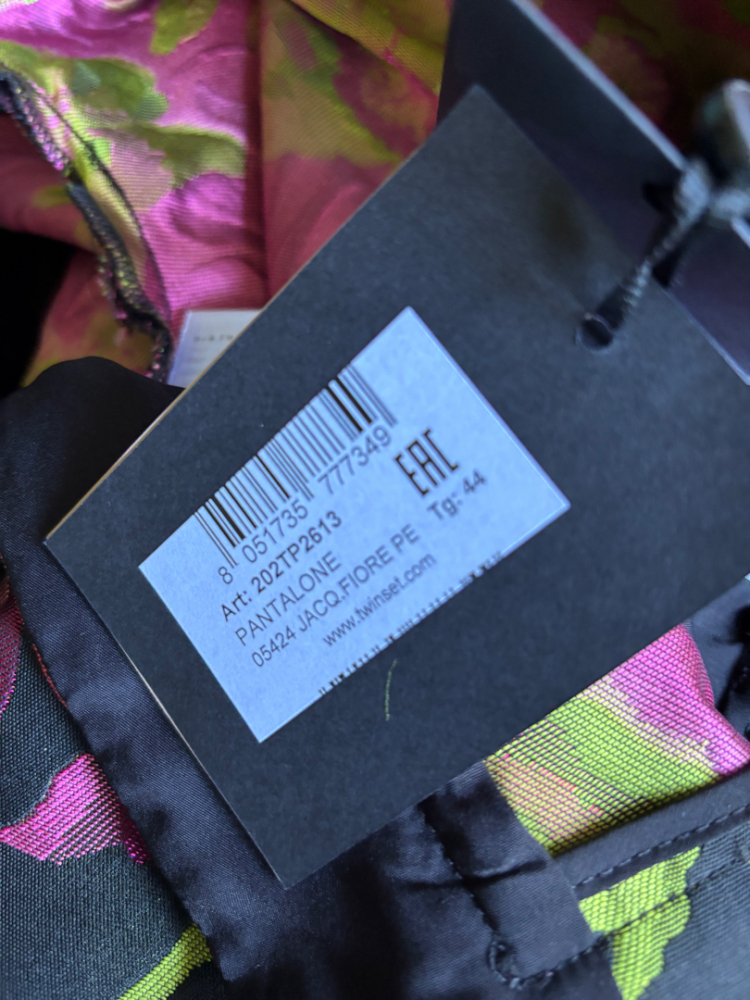 8 051735 777349
EAC
Art: 202TP2613
PANTALONE Tg: 44
05424 JACQ.FIORE PE
www.twinset.com